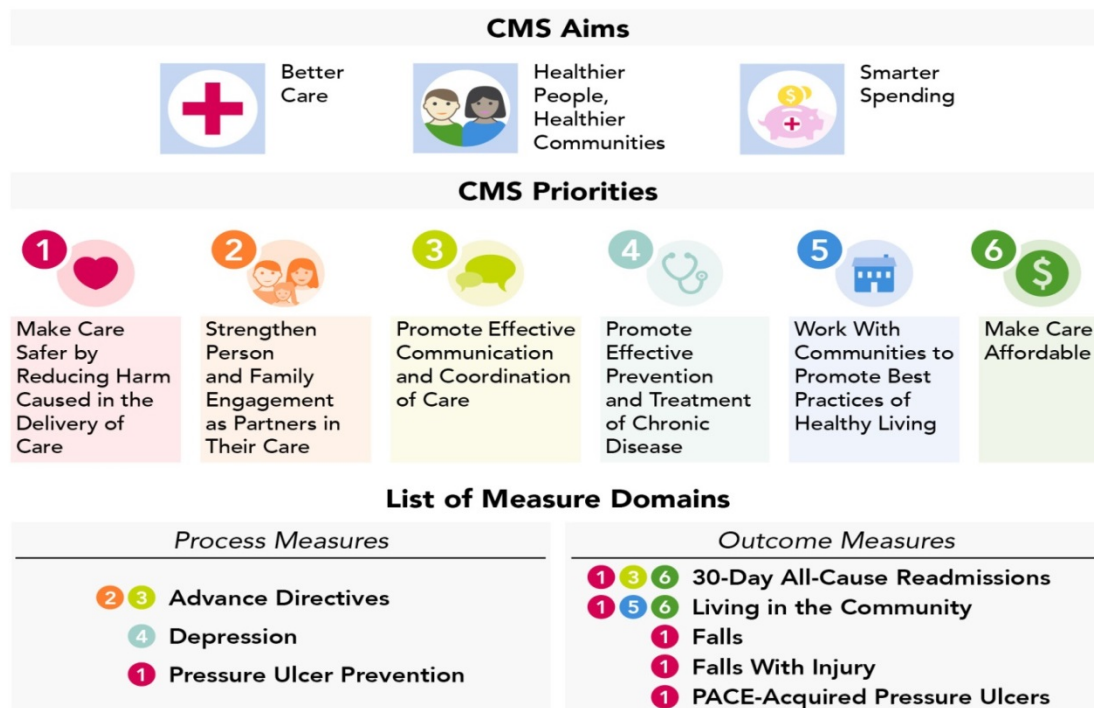 CMS Aims
Better
Care
Healthier
People,
Healthier
Communities
Smarter
Spending
CMS Priorities
1
Make Care
Safer by
Reducing Harm
Caused in the
Delivery of
Care
2
Strengthen
Person
and Family
Engagement
as Partners in
Their Care
3
Promote Effective
Communication
and Coordination
of Care
4
Promote
Effective
Prevention
and Treatment
of Chronic
Disease
5
Work With
Communities to
Promote Best
Practices of
Healthy Living
6
$
Make Care
Affordable
List of Measure Domains
Process Measures
2 3 Advance Directives
4 Depression
1 Pressure Ulcer Prevention
Outcome Measures
1 3 6 30-Day All-Cause Readmissions
1 5 6 Living in the Community
1 Falls
1 Falls With Injury
1 PACE-Acquired Pressure Ulcers